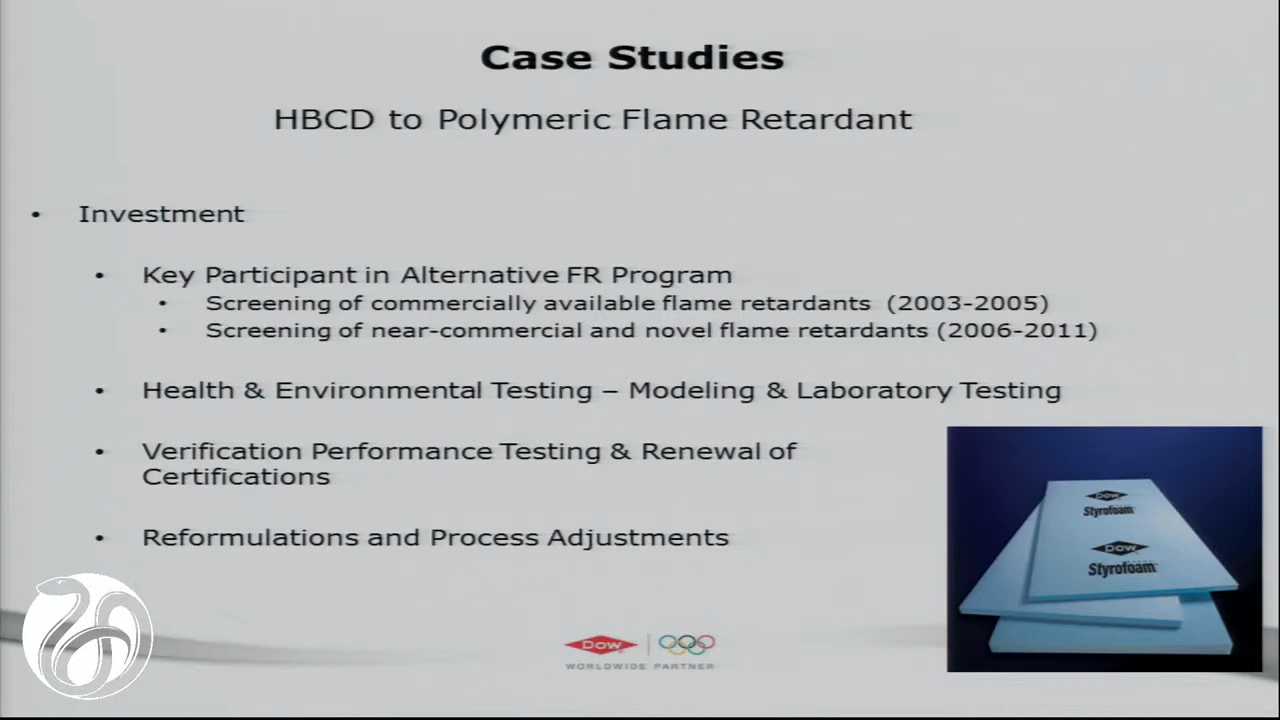 Case Studies
HBCD to Polymeric Flame Retardant
• Investment
• Key Participant in Alternative FR Program
• Screening of commercially available flame retardants (2003-2005)
• Screening of near-commercial and novel flame retardants (2006-2011)
• Health & Environmental Testing – Modeling & Laboratory Testing
• Verification Performance Testing & Renewal of
Certifications
• Reformulations and Process Adjustments
Dow
Styrofoam
Dow
Styrofoam
Dow
WORLDWIDE PARTNER